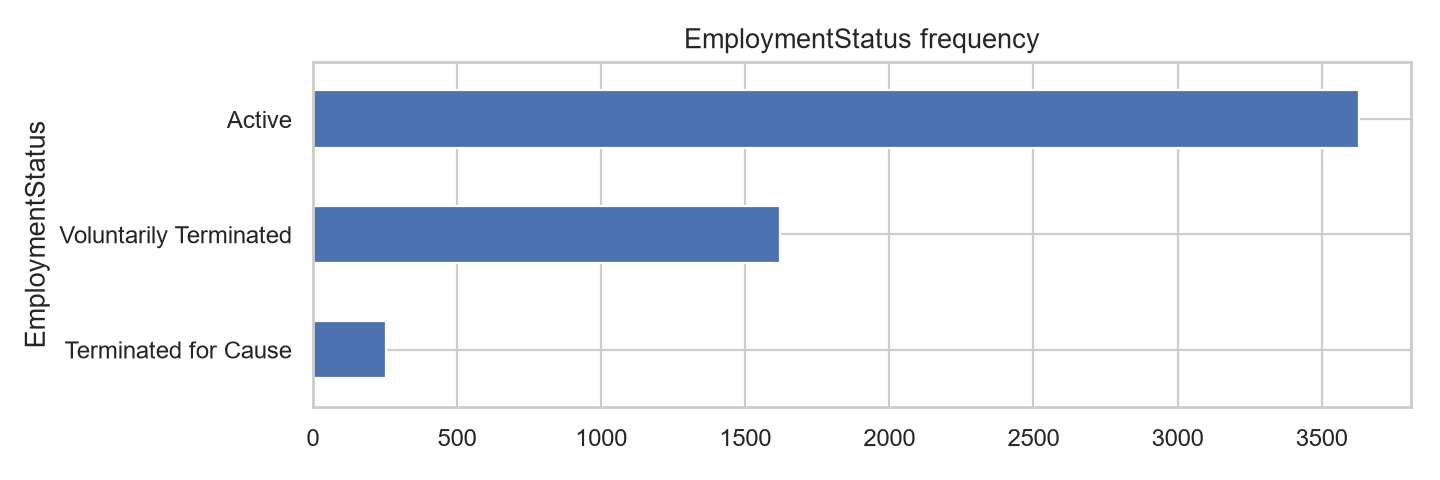 EmploymentStatus frequency
EmploymentStatus
Active
Voluntarily Terminated
Terminated for Cause
0 500 1000 1500 2000 2500 3000 3500